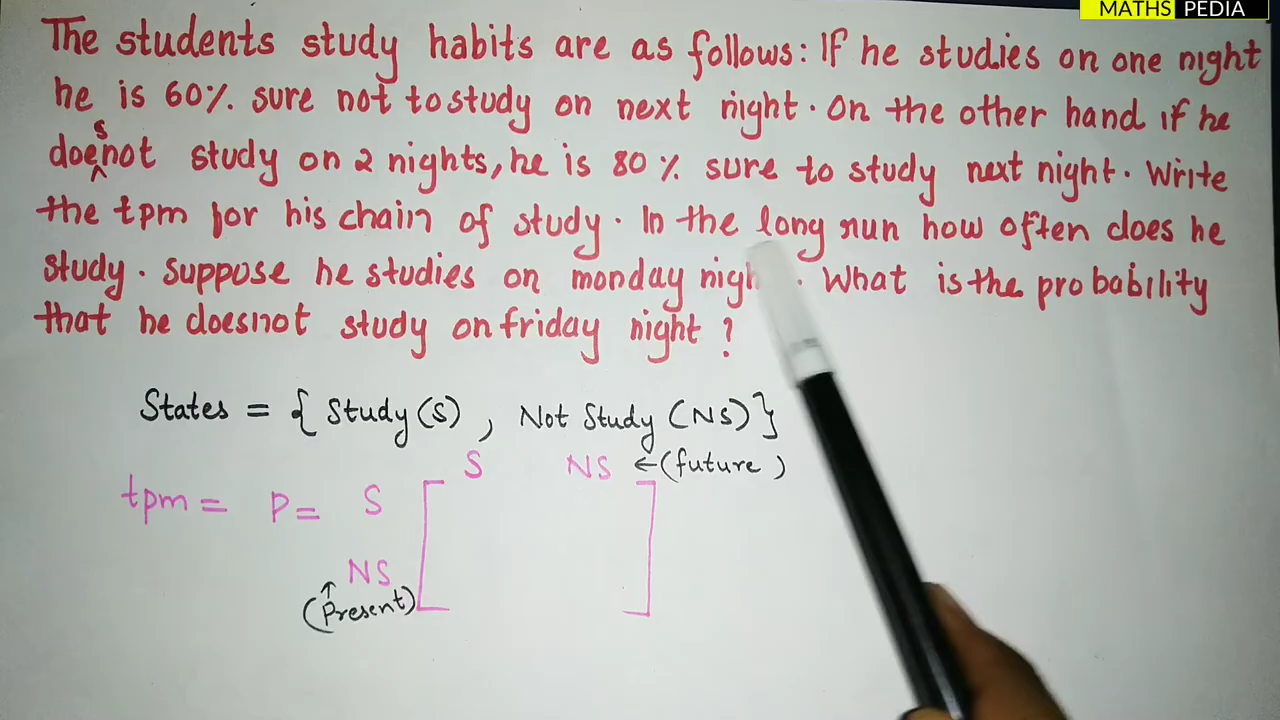 MATHS PEDIA
The students study habits are as follows: If he studies on one night
he is 60%. sure not to study on next night. On the other hand if he
does not study on 2 nights, he is 80%. sure to study next night. Write
the tpm for his chain of study. In the long run how often does he
study. Suppose he studies on monday nigh. What is the probability
that he doesnot study on friday night?
States = { Study(S), Not Study (NS)}
S NS ←(future)
tpm = P = S
NS
↑
(Present)